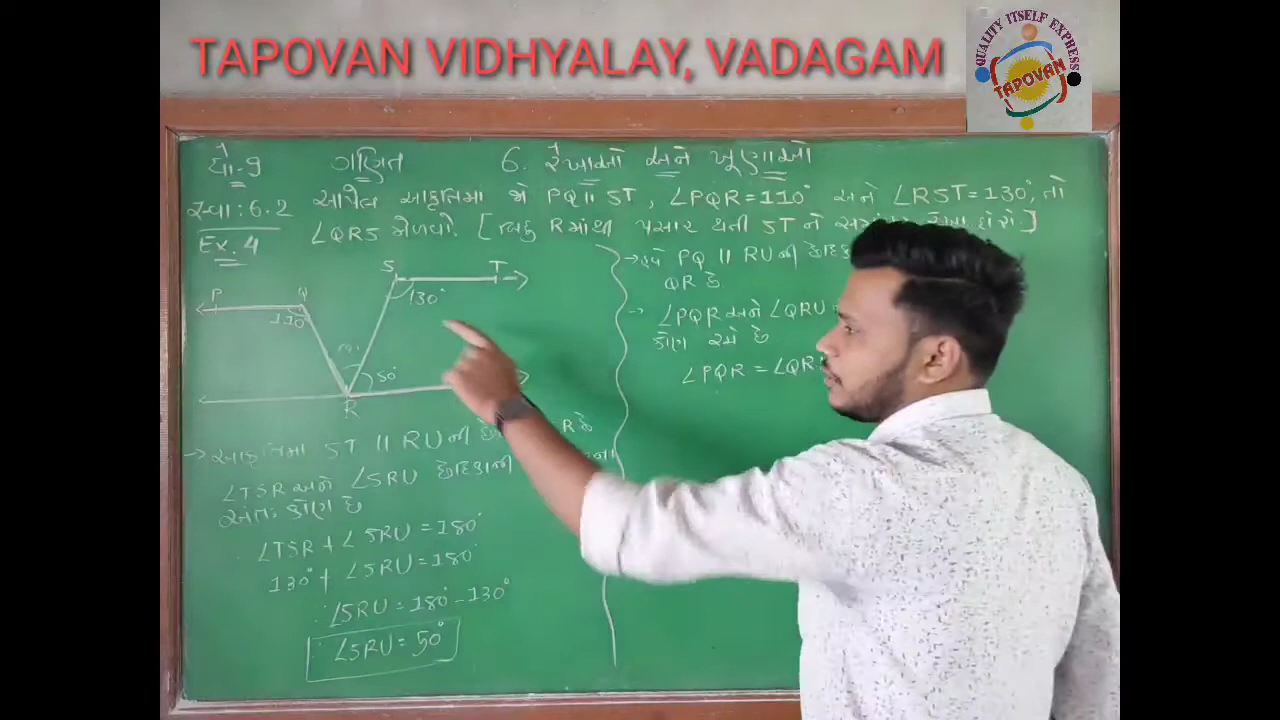 TAPOVAN VIDHYALAY, VADAGAM
QUALITY ITSELF EXPRESS
TAPOVAN
ધો-9 ગણિત 6. રેખાઓ અને ખૂણાઓ
સ્વા: 6.2 આપેલ આકૃતિમાં જો PQ || ST, ∠PQR=110° અને ∠RST=130°, તો
Ex. 4 ∠QRS મેળવો. [ R માંથી પસાર થતી ST ને દોરો.]
S T
130°
P Q
110°
50°
R
→ આકૃતિમાં ST || RU ની R છે
∠TSR અને ∠SRU છેદિકાની
અંતઃ કોણ છે
∠TSR + ∠SRU = 180°
130° + ∠SRU = 180°
∠SRU = 180° - 130°
∠SRU = 50°
→ હવે PQ || RU ની
QR છે.
→ ∠PQR અને ∠QRU
કોણ છે
∠PQR = ∠QR